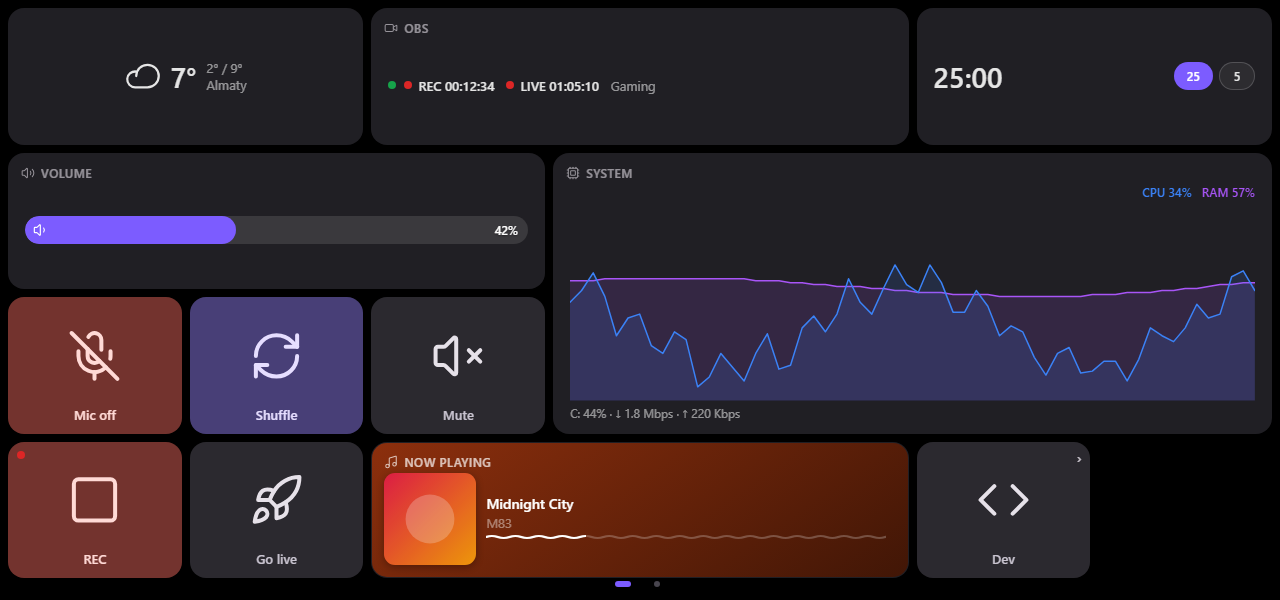 7°
2° / 9°
Almaty
OBS
REC 00:12:34 LIVE 01:05:10 Gaming
25:00
25
5
VOLUME
42%
SYSTEM
CPU 34% RAM 57%
C: 44% · ↓ 1.8 Mbps · ↑ 220 Kbps
Mic off
Shuffle
Mute
REC
Go live
NOW PLAYING
Midnight City
M83
Dev